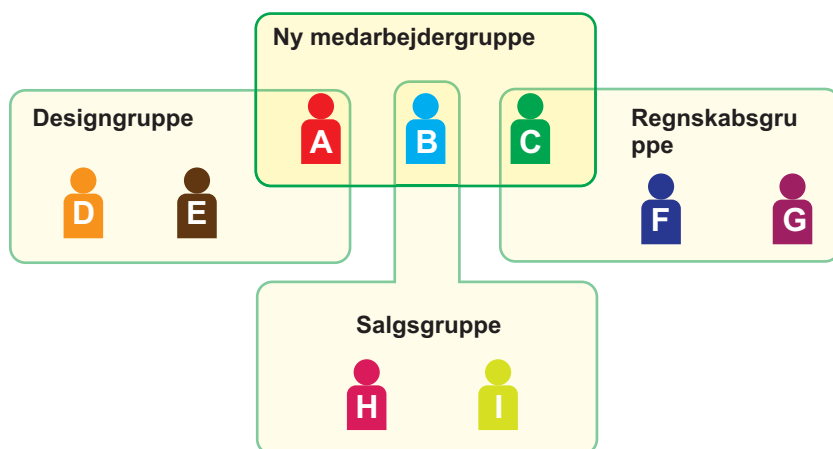 Ny medarbejdergruppe
Designgruppe
A
B
C
Regnskabsgru
ppe
D
E
F
G
Salgsgruppe
H
I